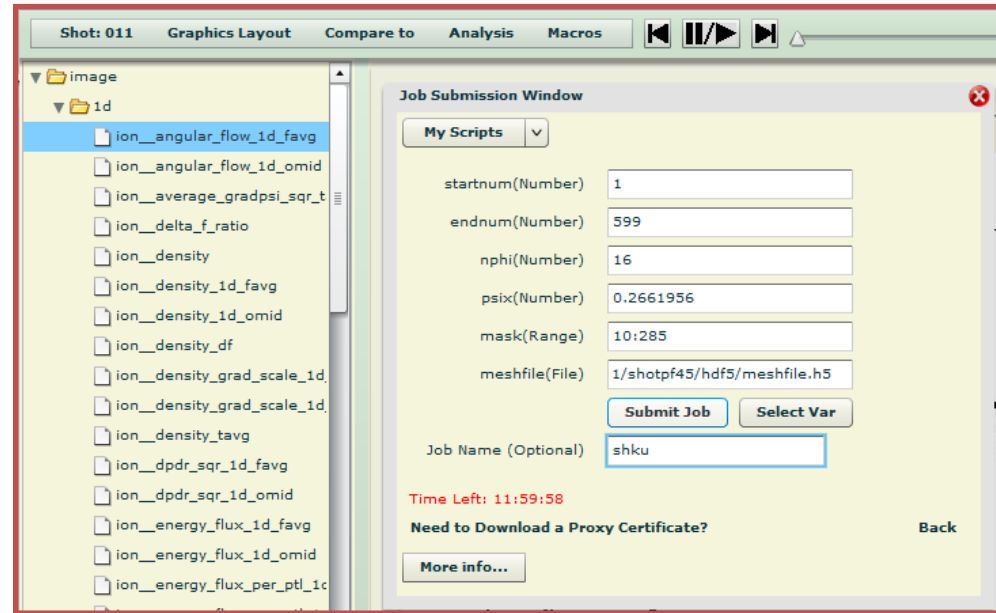 Shot: 011 Graphics Layout Compare to Analysis Macros
image
1d
ion__angular_flow_1d_favg
ion__angular_flow_1d_omid
ion__average_gradpsi_sqr_t
ion__delta_f_ratio
ion__density
ion__density_1d_favg
ion__density_1d_omid
ion__density_df
ion__density_grad_scale_1d
ion__density_grad_scale_1d
ion__density_tavg
ion__dpdr_sqr_1d_favg
ion__dpdr_sqr_1d_omid
ion__energy_flux_1d_favg
ion__energy_flux_1d_omid
ion__energy_flux_per_ptl_1c
Job Submission Window
My Scripts
startnum(Number) 1
endnum(Number) 599
nphi(Number) 16
psix(Number) 0.2661956
mask(Range) 10:285
meshfile(File) 1/shotpf45/hdf5/meshfile.h5
Submit Job Select Var
Job Name (Optional) shku
Time Left: 11:59:58
Need to Download a Proxy Certificate? Back
More info...